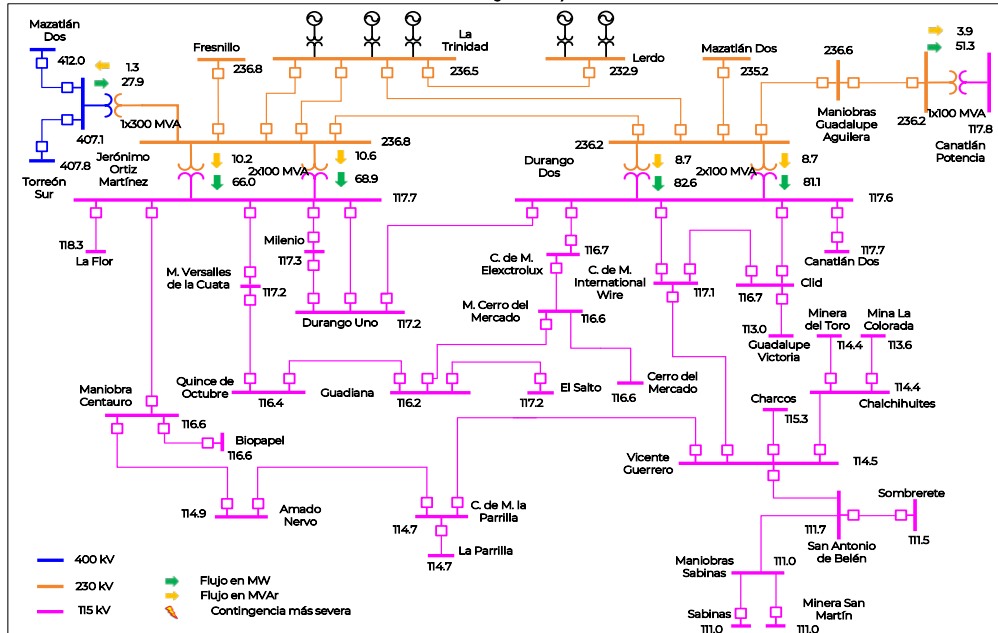 Mazatlán
Dos
412.0
1.3
27.9
407.1
1x300 MVA
407.8
Torreón
Sur
Jerónimo
Ortiz
Martínez
Fresnillo
236.8
La
Trinidad
236.5
Lerdo
232.9
Mazatlán Dos
235.2
236.6
Maniobras
Guadalupe
Aguilera
3.9
51.3
236.2
1x100 MVA
117.8
Canatlán
Potencia
236.8
10.2
66.0
2x100 MVA
10.6
68.9
117.7
236.2
Durango
Dos
8.7
82.6
2x100 MVA
8.7
81.1
117.6
118.3
La Flor
M. Versalles
de la Cuata
117.2
Milenio
117.3
Durango Uno
117.2
116.7
C. de M.
Elexctrolux
C. de M.
International
Wire
117.1
M. Cerro del
Mercado
116.6
117.7
Canatlán Dos
Clid
116.7
113.0
Guadalupe
Victoria
Minera
del Toro
114.4
Mina La
Colorada
113.6
114.4
Chalchihuites
Quince de
Octubre
116.4
Guadiana
116.2
El Salto
117.2
Cerro del
Mercado
116.6
Maniobra
Centauro
116.6
Biopapel
116.6
Charcos
115.3
Vicente
Guerrero
114.5
114.9
Amado
Nervo
C. de M. la
Parrilla
114.7
La Parrilla
114.7
Sombrerete
111.5
111.7
San Antonio
de Belén
Maniobras
Sabinas
111.0
Sabinas
111.0
Minera San
Martín
111.0
400 kV
230 kV
115 kV
Flujo en MW
Flujo en MVAr
Contingencia más severa